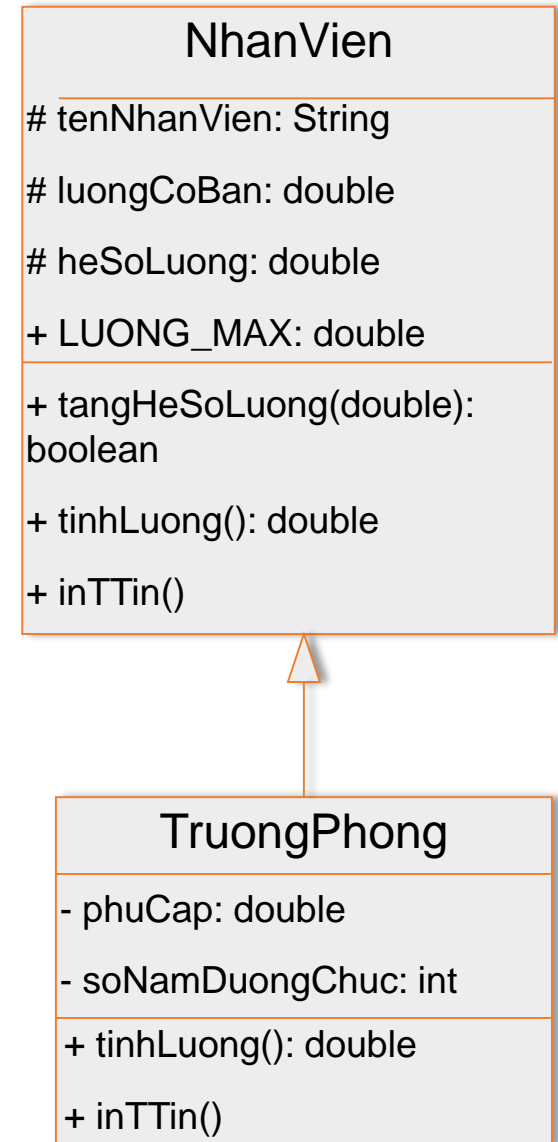 NhanVien
# tenNhanVien: String
# luongCoBan: double
# heSoLuong: double
+ LUONG_MAX: double
+ tangHeSoLuong(double):
boolean
+ tinhLuong(): double
+ inTTin()
TruongPhong
- phuCap: double
- soNamDuongChuc: int
+ tinhLuong(): double
+ inTTin()